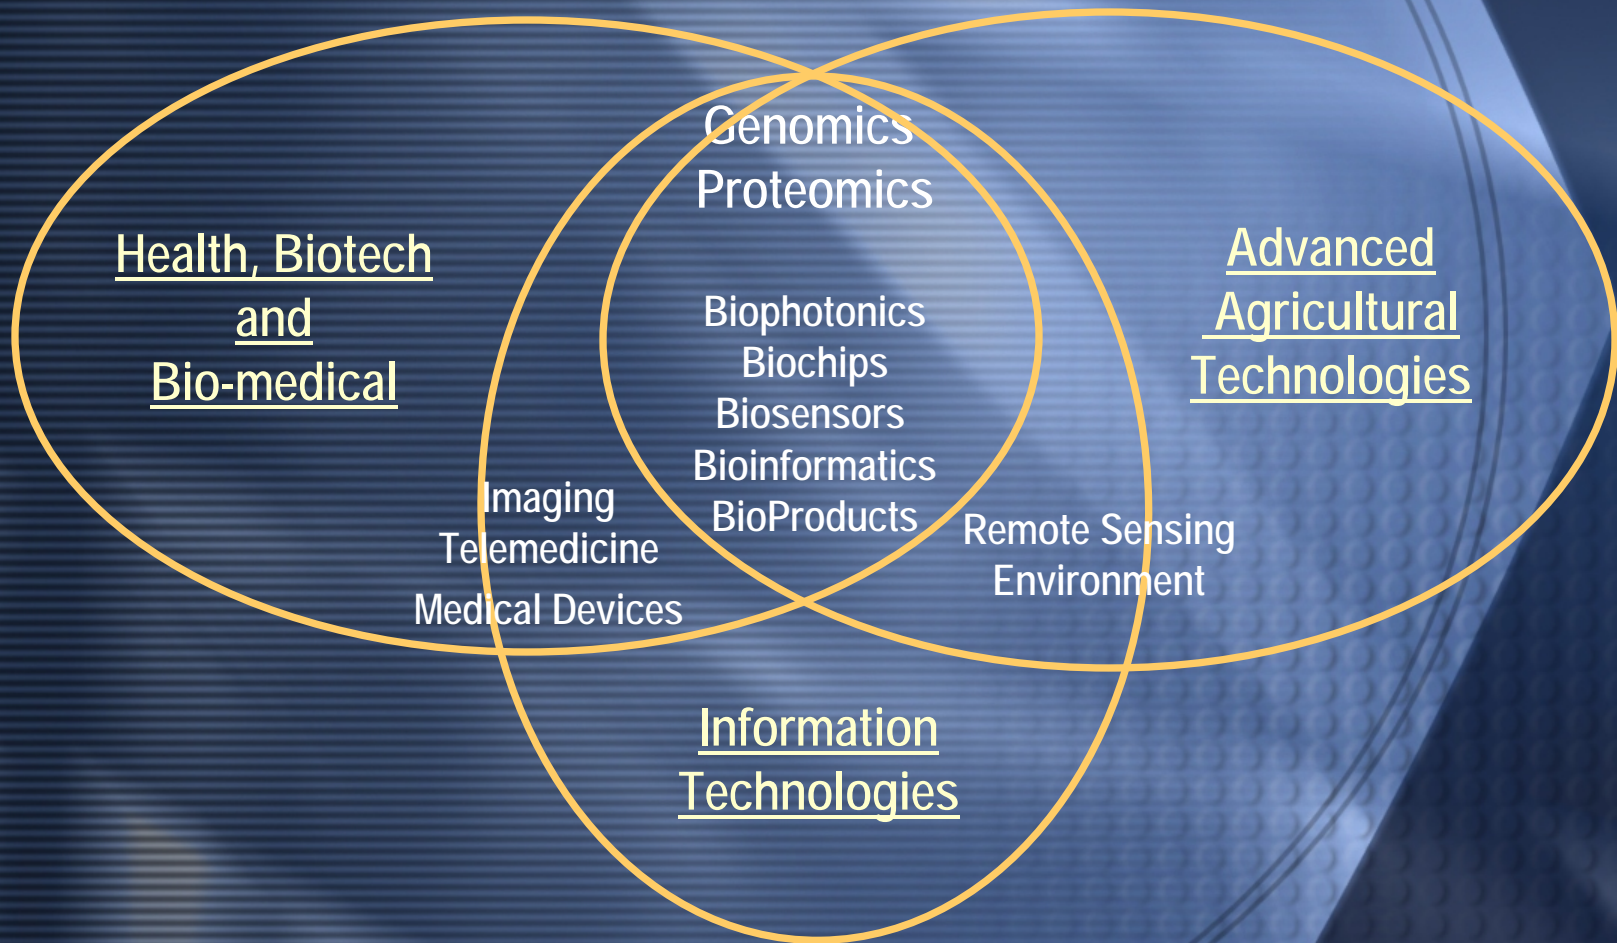 Genomics
Proteomics
Health, Biotech
and
Bio-medical
Advanced
Agricultural
Technologies
Biophotonics
Biochips
Biosensors
Bioinformatics
BioProducts
Imaging
Telemedicine
Medical Devices
Remote Sensing
Environment
Information
Technologies